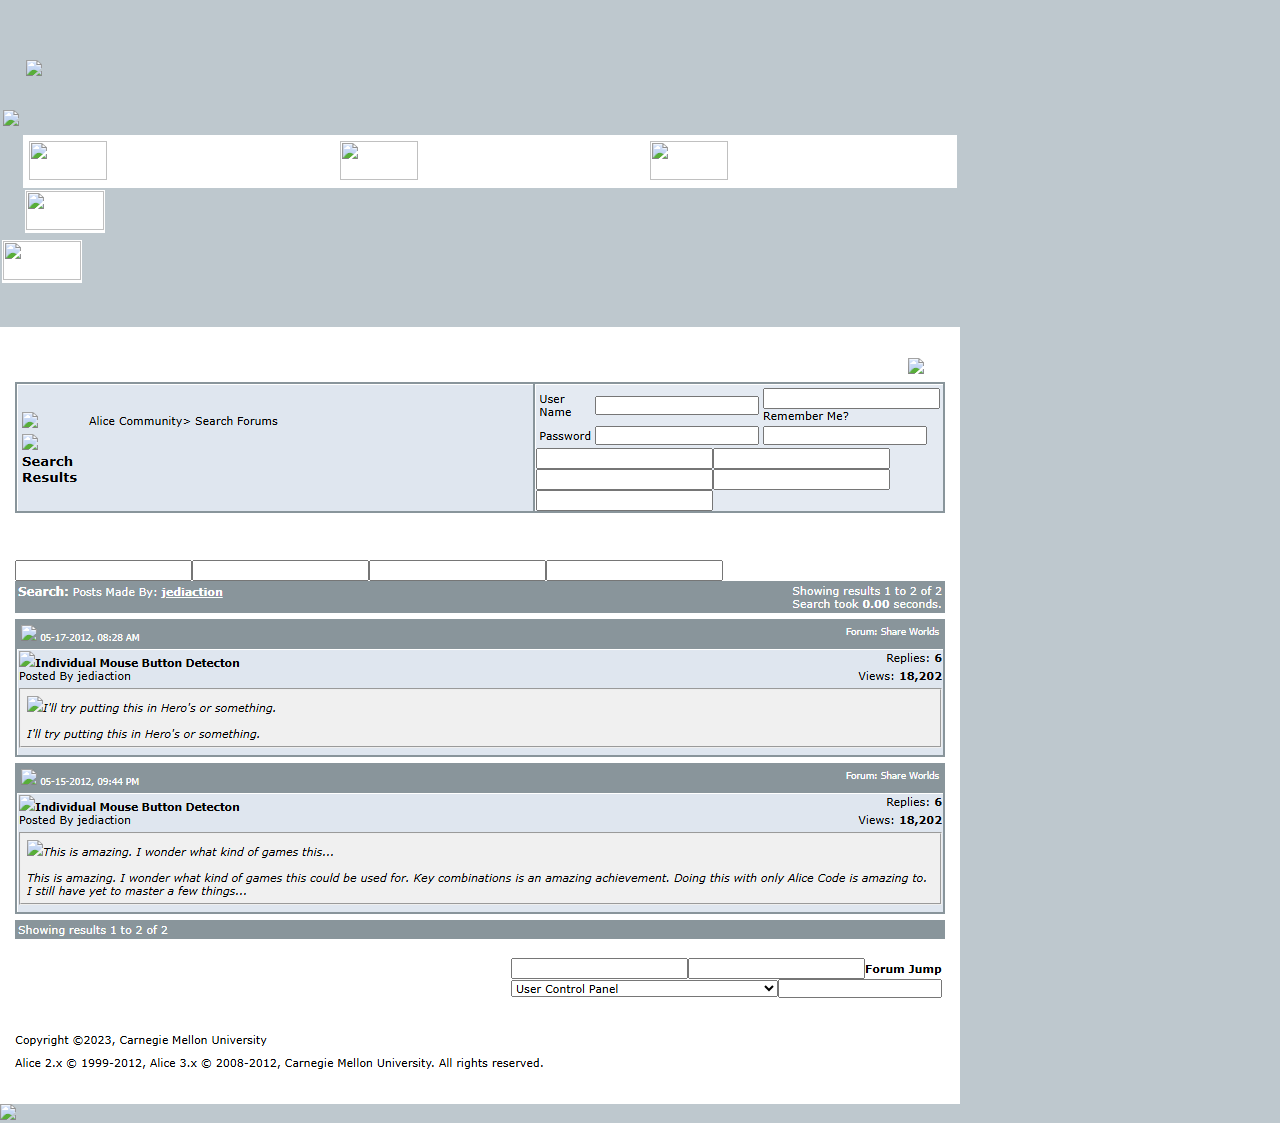 Alice Community> Search Forums
Search
Results
User
Name
Remember Me?
Password
Search: Posts Made By: jediaction
Showing results 1 to 2 of 2
Search took 0.00 seconds.
05-17-2012, 08:28 AM
Forum: Share Worlds
Individual Mouse Button Detecton
Replies: 6
Posted By jediaction
Views: 18,202
I'll try putting this in Hero's or something.
I'll try putting this in Hero's or something.
05-15-2012, 09:44 PM
Forum: Share Worlds
Individual Mouse Button Detecton
Replies: 6
Posted By jediaction
Views: 18,202
This is amazing. I wonder what kind of games this...
This is amazing. I wonder what kind of games this could be used for. Key combinations is an amazing achievement. Doing this with only Alice Code is amazing to.
I still have yet to master a few things...
Showing results 1 to 2 of 2
Forum Jump
User Control Panel
Copyright ©2023, Carnegie Mellon University
Alice 2.x © 1999-2012, Alice 3.x © 2008-2012, Carnegie Mellon University. All rights reserved.